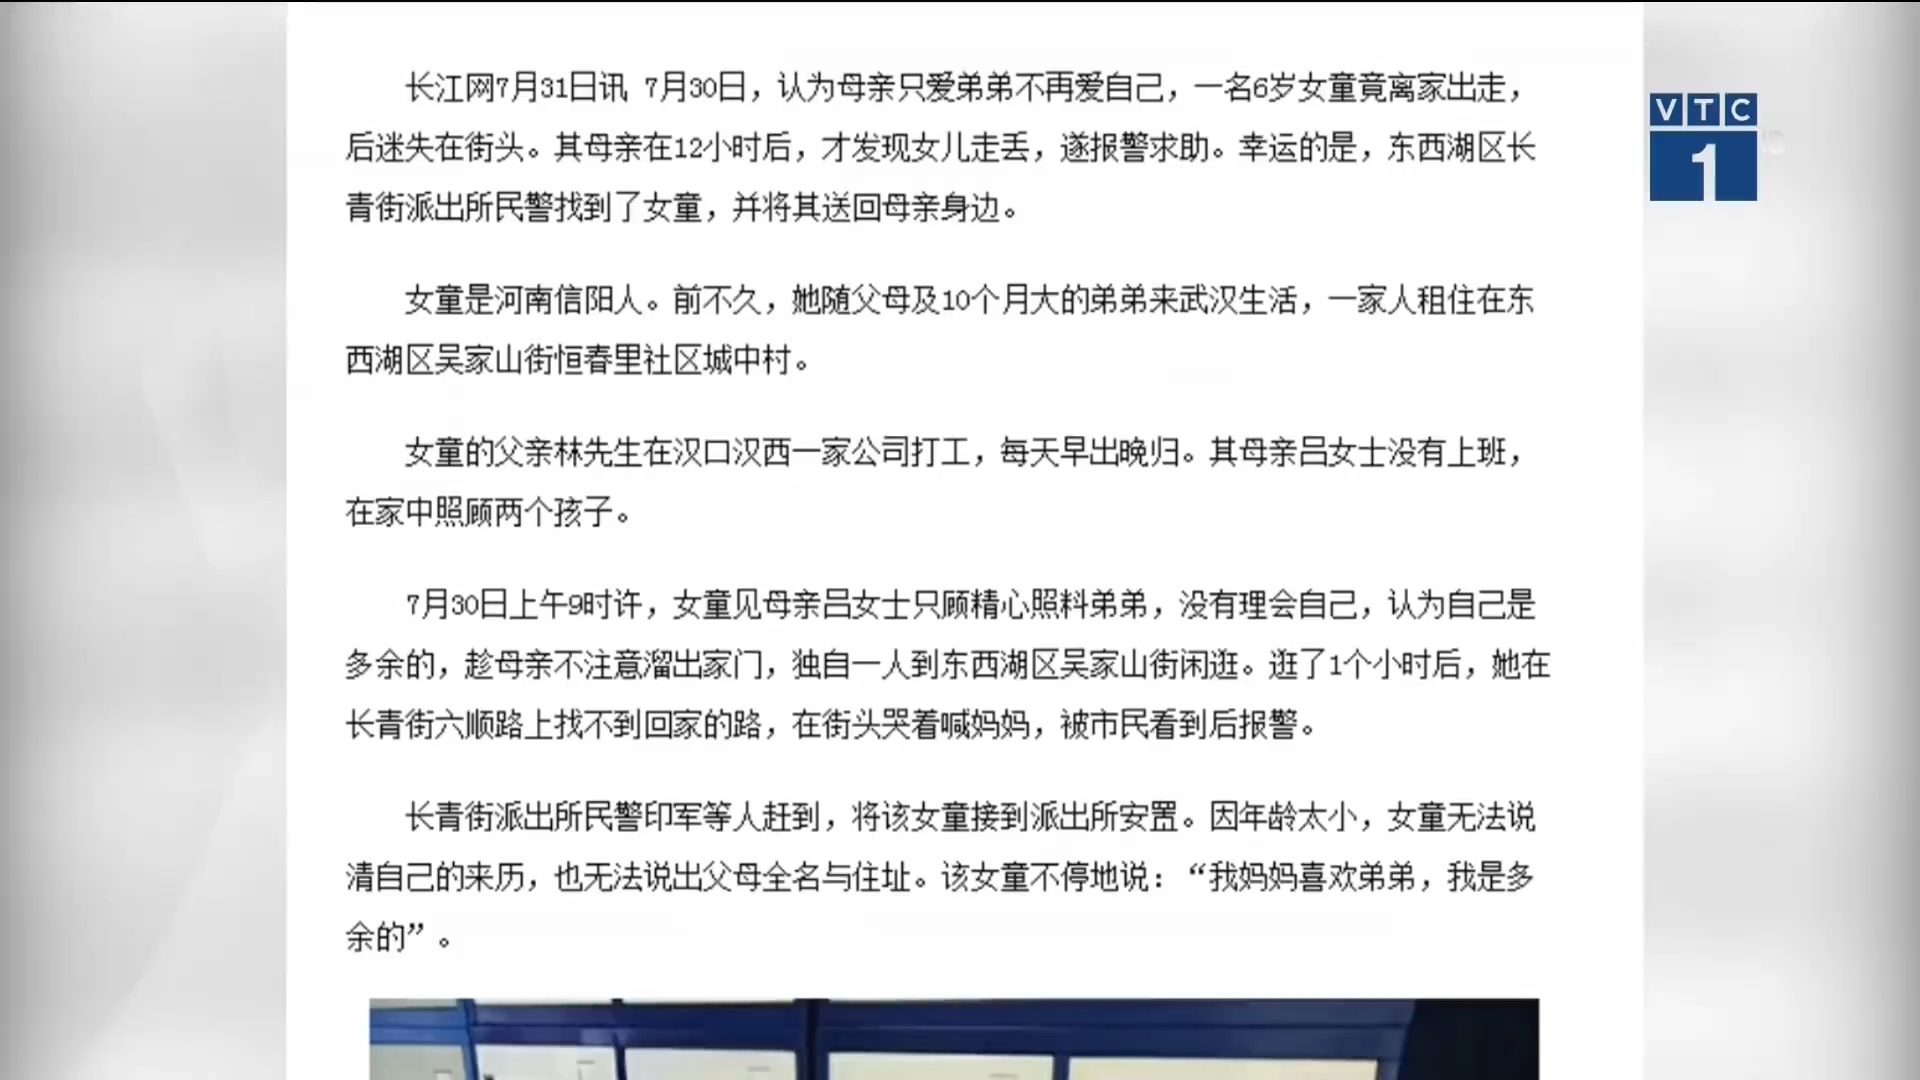 长江网7月31日讯 7月30日，认为母亲只爱弟弟不再爱自己，一名6岁女童竟离家出走，
后迷失在街头。其母亲在12小时后，才发现女儿走丢，遂报警求助。幸运的是，东西湖区长
青街派出所民警找到了女童，并将其送回母亲身边。
女童是河南信阳人。前不久，她随父母及10个月大的弟弟来武汉生活，一家人租住在东
西湖区吴家山街恒春里社区城中村。
女童的父亲林先生在汉口汉西一家公司打工，每天早出晚归。其母亲吕女士没有上班，
在家中照顾两个孩子。
7月30日上午9时许，女童见母亲吕女士只顾精心照料弟弟，没有理会自己，认为自己是
多余的，趁母亲不注意溜出家门，独自一人到东西湖区吴家山街闲逛。逛了1个小时后，她在
长青街六顺路上找不到回家的路，在街头哭着喊妈妈，被市民看到后报警。
长青街派出所民警印军等人赶到，将该女童接到派出所安置。因年龄太小，女童无法说
清自己的来历，也无法说出父母全名与住址。该女童不停地说：“我妈妈喜欢弟弟，我是多
余的”。
VTC
1